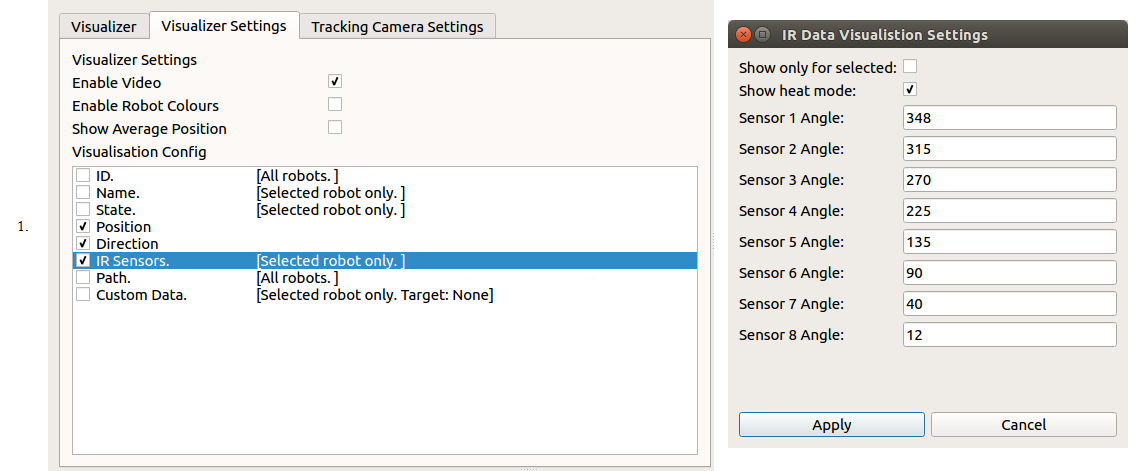 Visualizer
Visualizer Settings
Tracking Camera Settings
Visualizer Settings
Enable Video
Enable Robot Colours
Show Average Position
Visualisation Config
ID. [All robots. ]
Name. [Selected robot only. ]
State. [Selected robot only. ]
1.
Position
Direction
IR Sensors. [Selected robot only. ]
Path. [All robots. ]
Custom Data. [Selected robot only. Target: None]
IR Data Visualistion Settings
Show only for selected:
Show heat mode:
Sensor 1 Angle: 348
Sensor 2 Angle: 315
Sensor 3 Angle: 270
Sensor 4 Angle: 225
Sensor 5 Angle: 135
Sensor 6 Angle: 90
Sensor 7 Angle: 40
Sensor 8 Angle: 12
Apply
Cancel